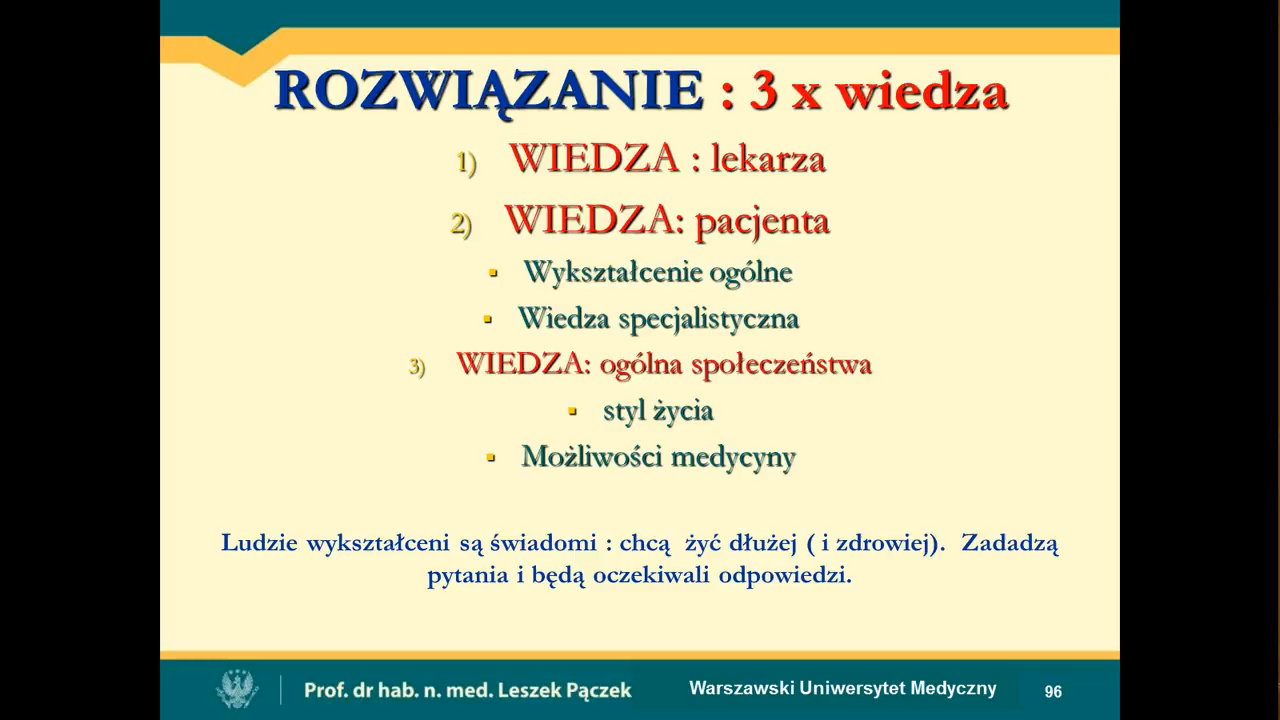 ROZWIĄZANIE : 3 x wiedza
1) WIEDZA : lekarza
2) WIEDZA: pacjenta
▪ Wykształcenie ogólne
▪ Wiedza specjalistyczna
3) WIEDZA: ogólna społeczeństwa
▪ styl życia
▪ Możliwości medycyny
Ludzie wykształceni są świadomi : chcą żyć dłużej ( i zdrowiej). Zadadzą
pytania i będą oczekiwali odpowiedzi.
Prof. dr hab. n. med. Leszek Pączek
Warszawski Uniwersytet Medyczny
96